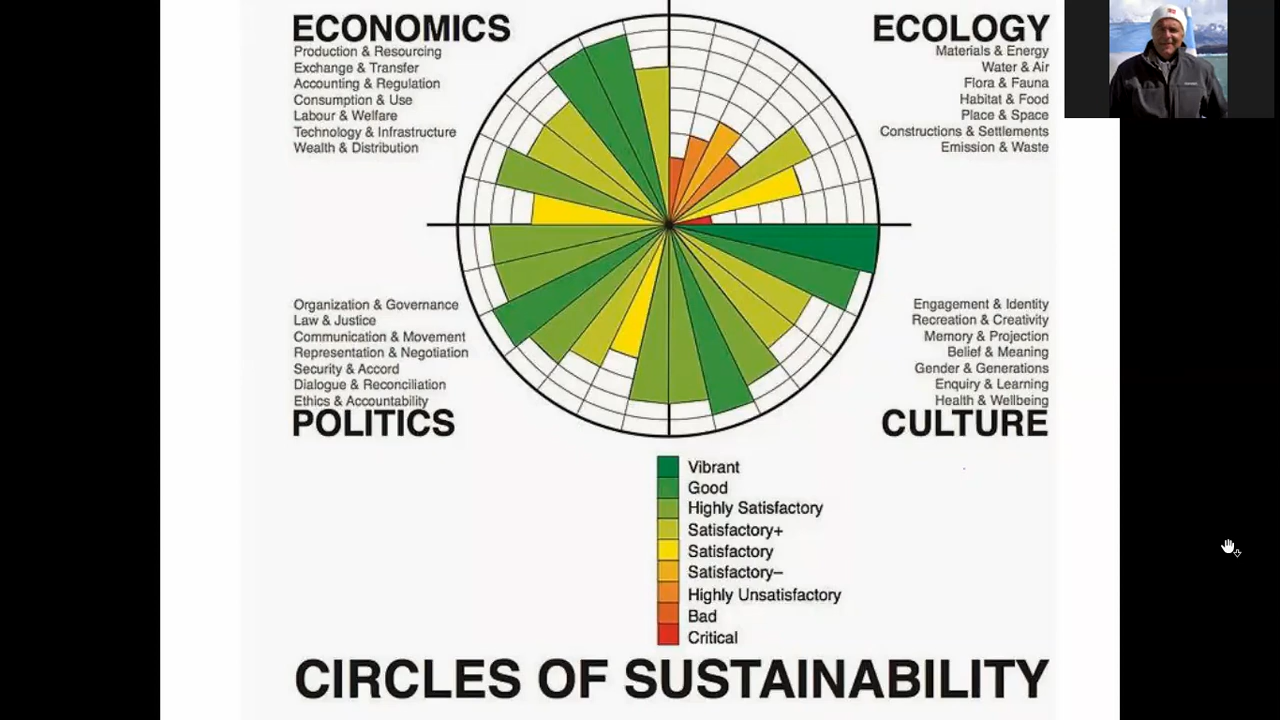 ECONOMICS
Production & Resourcing
Exchange & Transfer
Accounting & Regulation
Consumption & Use
Labour & Welfare
Technology & Infrastructure
Wealth & Distribution
ECOLOGY
Materials & Energy
Water & Air
Flora & Fauna
Habitat & Food
Place & Space
Constructions & Settlements
Emission & Waste
Organization & Governance
Law & Justice
Communication & Movement
Representation & Negotiation
Security & Accord
Dialogue & Reconciliation
Ethics & Accountability
POLITICS
Engagement & Identity
Recreation & Creativity
Memory & Projection
Belief & Meaning
Gender & Generations
Enquiry & Learning
Health & Wellbeing
CULTURE
Vibrant
Good
Highly Satisfactory
Satisfactory+
Satisfactory
Satisfactory–
Highly Unsatisfactory
Bad
Critical
CIRCLES OF SUSTAINABILITY